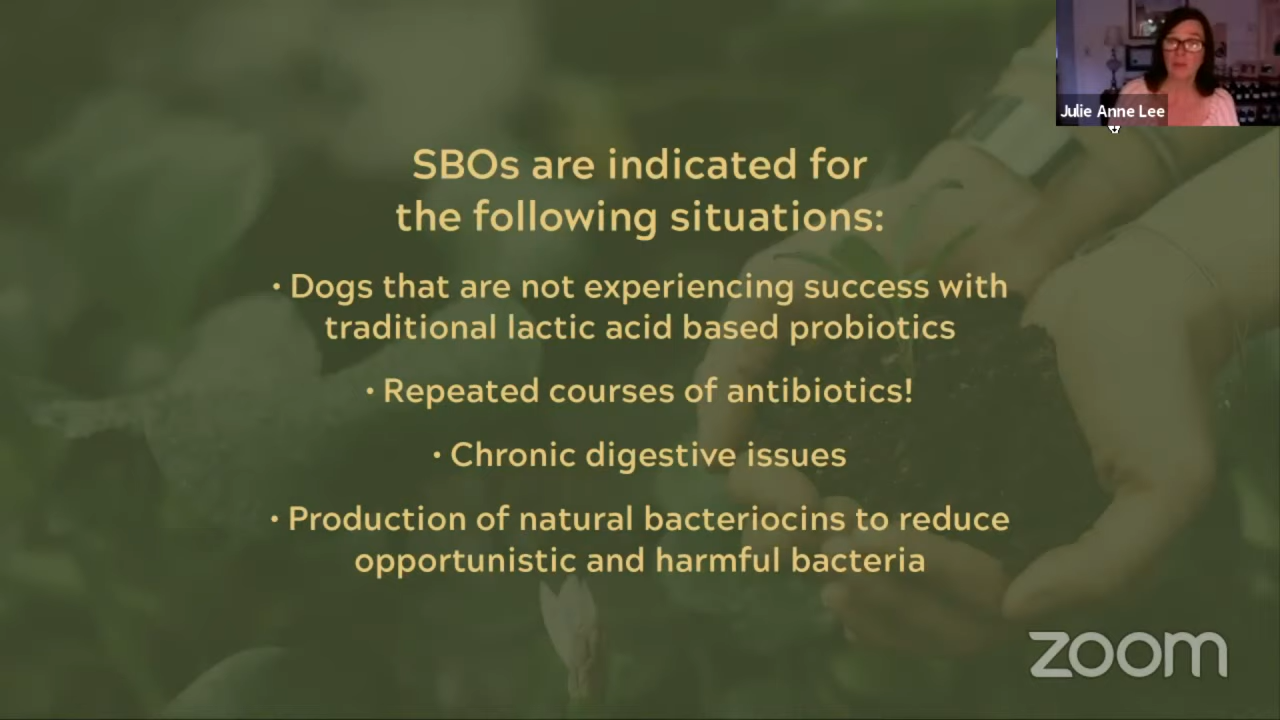 Julie Anne Lee
SBOs are indicated for
the following situations:
• Dogs that are not experiencing success with
traditional lactic acid based probiotics
• Repeated courses of antibiotics!
• Chronic digestive issues
• Production of natural bacteriocins to reduce
opportunistic and harmful bacteria
zoom